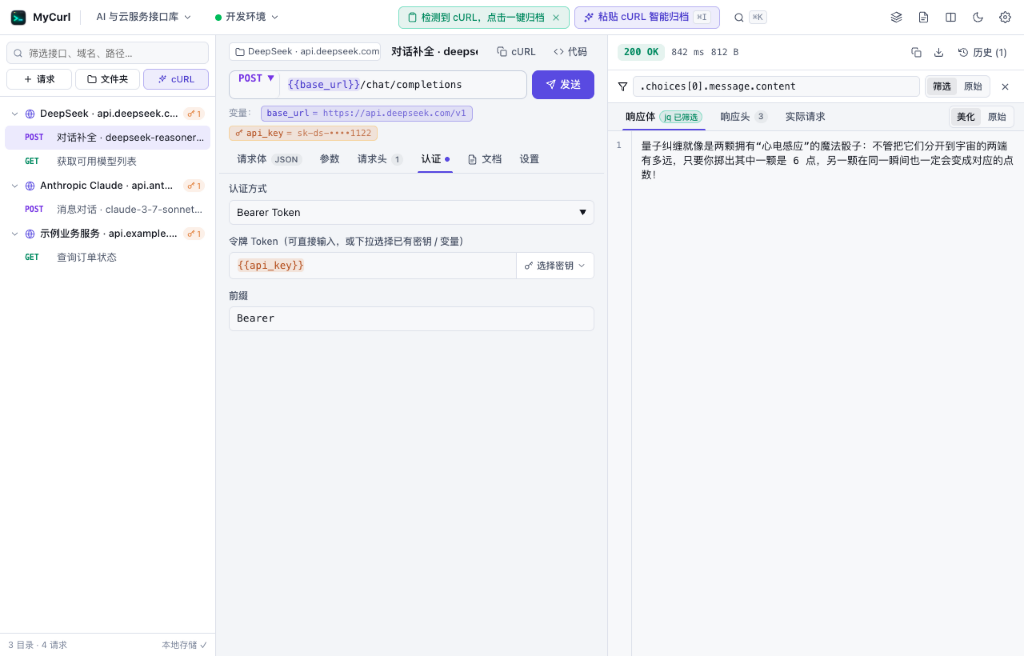 MyCurl
AI 与云服务接口库
开发环境
检测到 cURL，点击一键归档
粘贴 cURL 智能归档 ⌘I
⌘K
筛选接口、域名、路径...
+ 请求
文件夹
cURL
DeepSeek · api.deepseek.c... 1
POST 对话补全 · deepseek-reasoner...
GET 获取可用模型列表
Anthropic Claude · api.ant... 1
POST 消息对话 · claude-3-7-sonnet...
示例业务服务 · api.example.... 1
GET 查询订单状态
3 目录 · 4 请求
本地存储 ✓
DeepSeek · api.deepseek.com
对话补全 · deeps
cURL
代码
POST ▼
{{base_url}}/chat/completions
发送
变量:
base_url = https://api.deepseek.com/v1
api_key = sk-ds-••••1122
请求体 JSON
参数
请求头 1
认证 •
文档
设置
认证方式
Bearer Token ▼
令牌 Token（可直接输入，或下拉选择已有密钥 / 变量）
{{api_key}}
选择密钥
前缀
Bearer
200 OK 842 ms 812 B
历史 (1)
.choices[0].message.content
筛选
原始
响应体 jq 已筛选
响应头 3
实际请求
美化
原始
1
量子纠缠就像是两颗拥有“心电感应”的魔法骰子：不管把它们分开到宇宙的两端
有多远，只要你掷出其中一颗是 6 点，另一颗在同一瞬间也一定会变成对应的点
数！